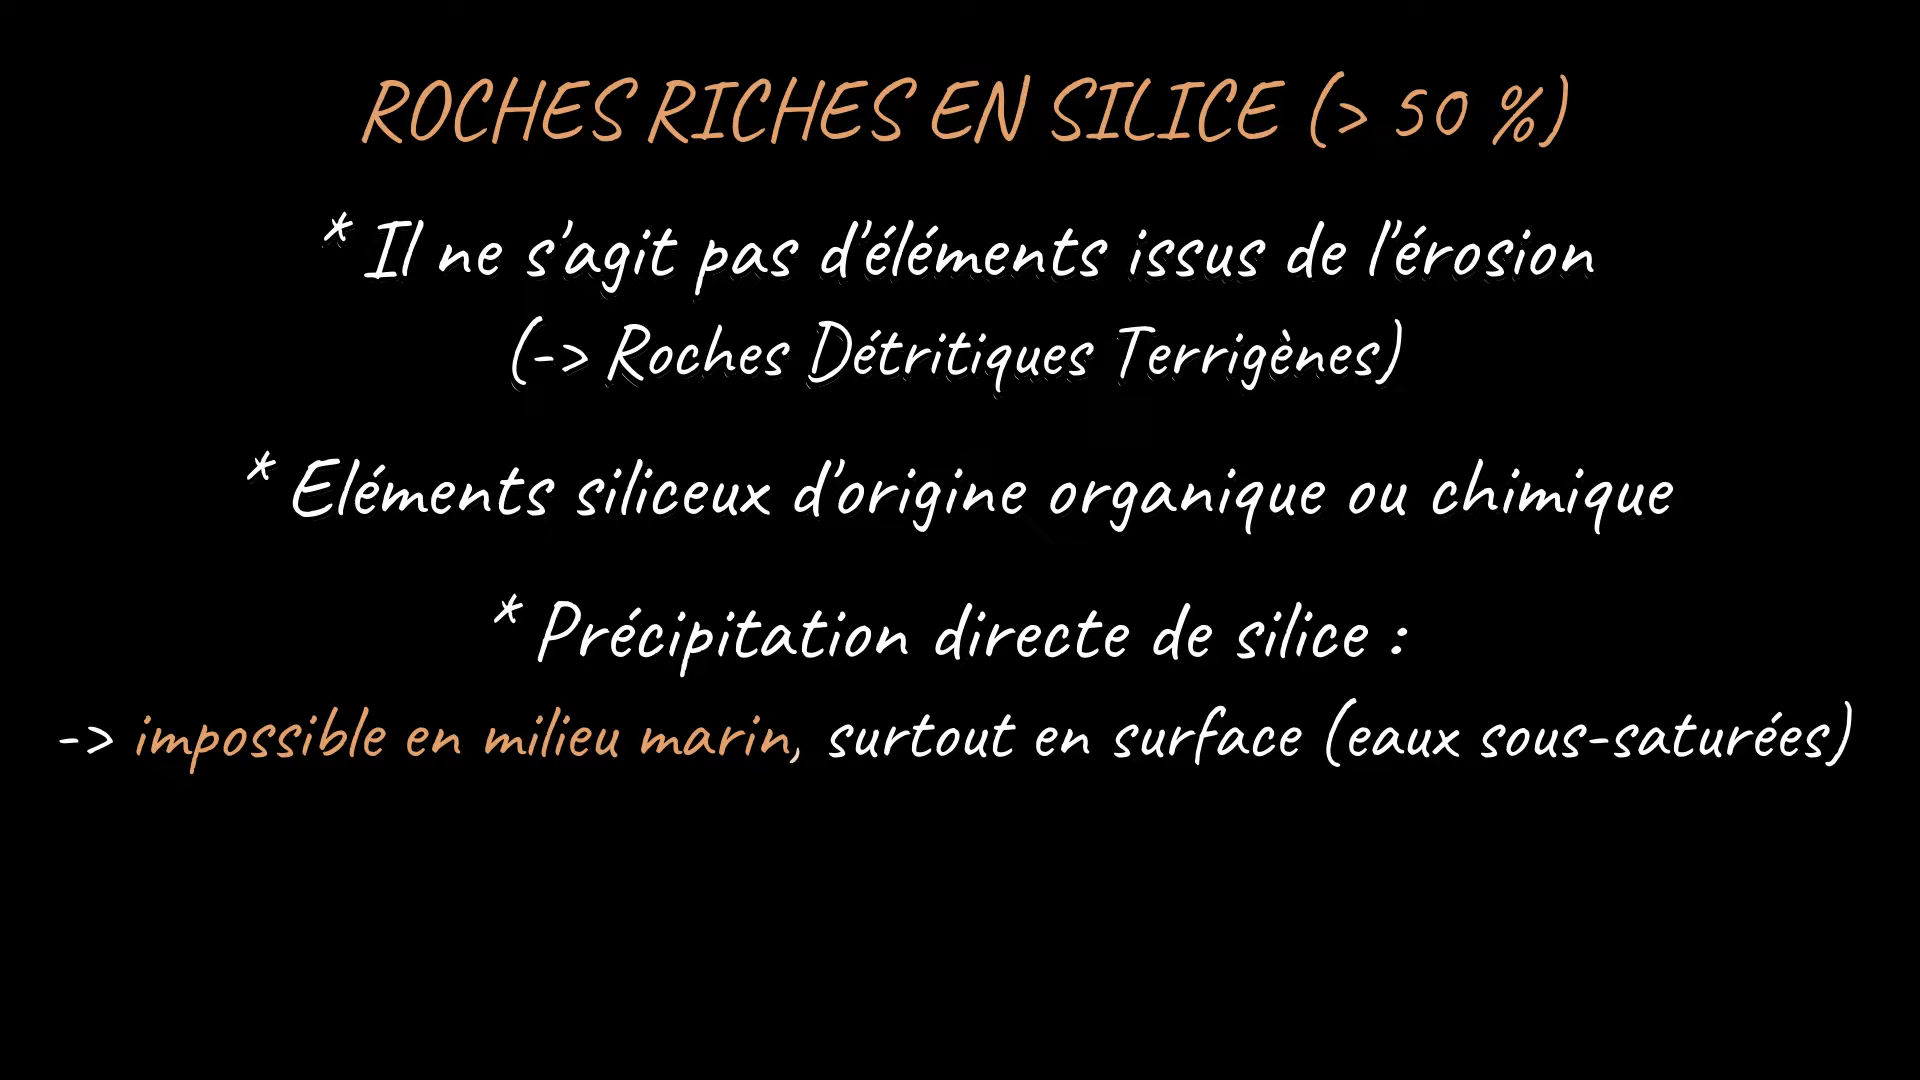 ROCHES RICHES EN SILICE (> 50 %)
* Il ne s'agit pas d'éléments issus de l'érosion
(-> Roches Détritiques Terrigènes)
* Eléments siliceux d'origine organique ou chimique
* Précipitation directe de silice :
-> impossible en milieu marin, surtout en surface (eaux sous-saturées)